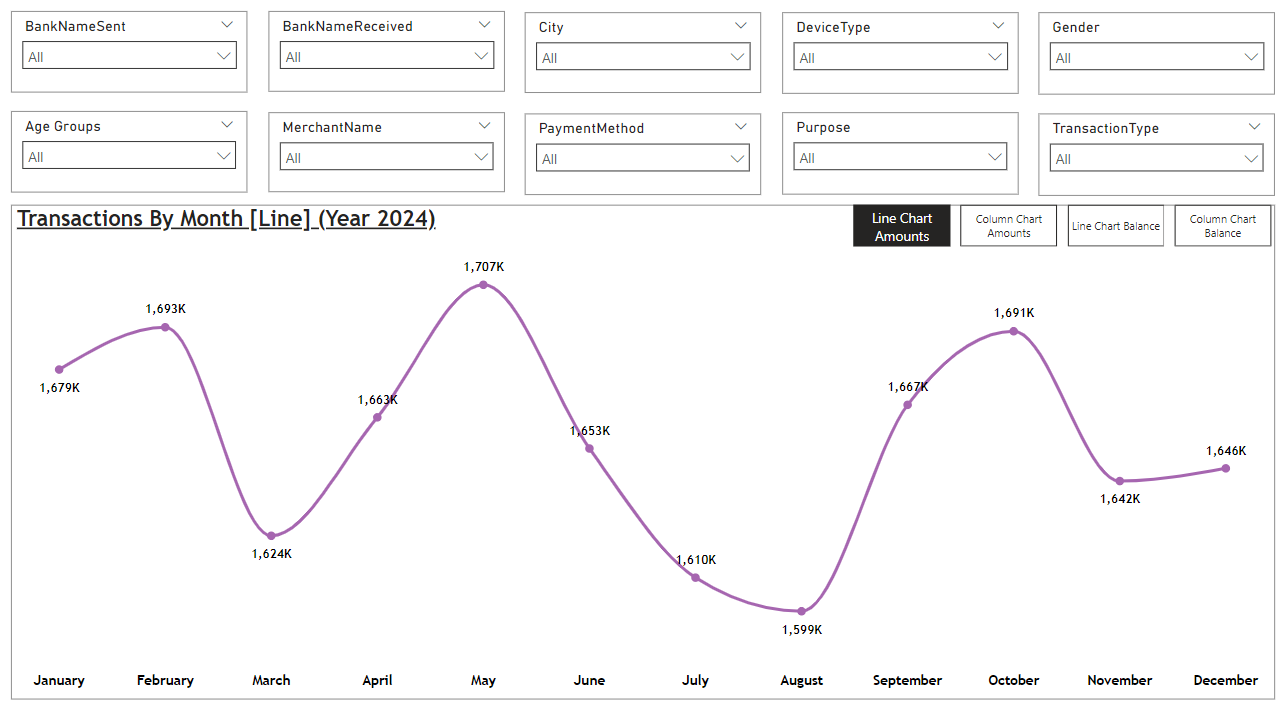 BankNameSent
All
BankNameReceived
All
City
All
DeviceType
All
Gender
All
Age Groups
All
MerchantName
All
PaymentMethod
All
Purpose
All
TransactionType
All
Transactions By Month [Line] (Year 2024)
Line Chart
Amounts
Column Chart
Amounts
Line Chart Balance
Column Chart
Balance
1,679K
1,693K
1,624K
1,663K
1,707K
1,653K
1,610K
1,599K
1,667K
1,691K
1,642K
1,646K
January
February
March
April
May
June
July
August
September
October
November
December